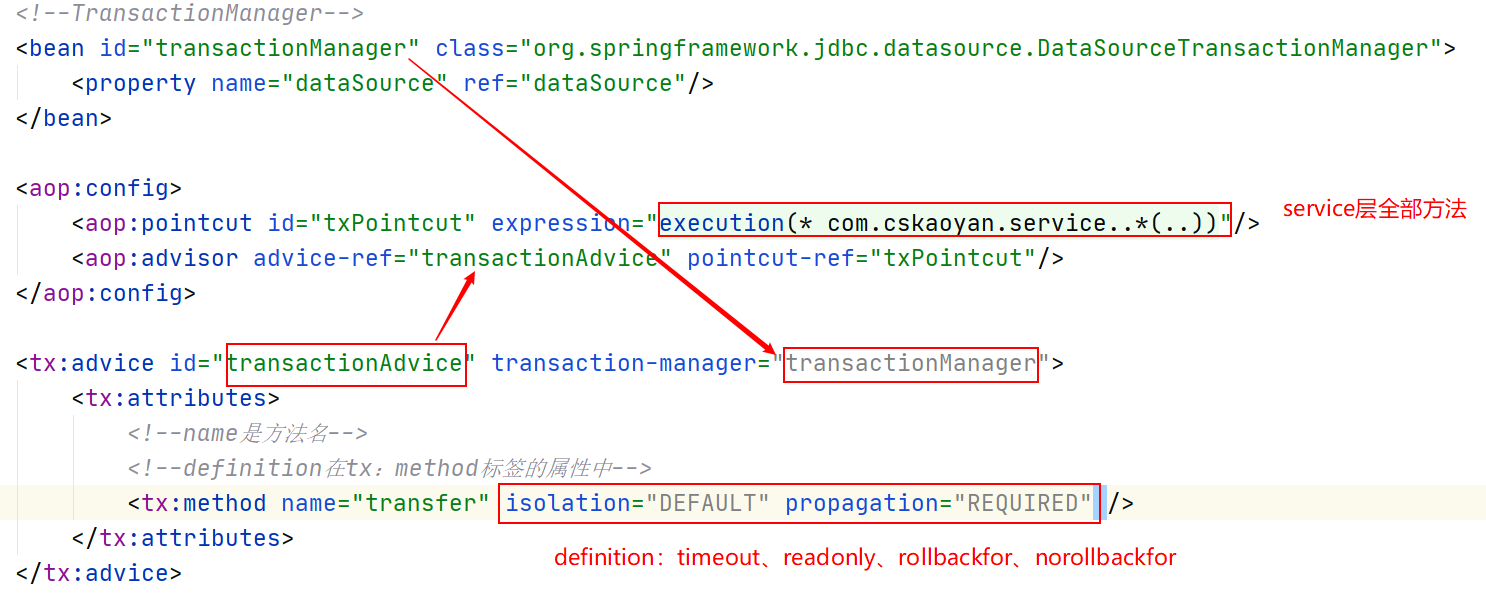 <!--TransactionManager-->
<bean id="transactionManager" class="org.springframework.jdbc.datasource.DataSourceTransactionManager">
<property name="dataSource" ref="dataSource"/>
</bean>
<aop:config>
<aop:pointcut id="txPointcut" expression="execution(* com.cskaoyan.service..*(..))"/>
service层全部方法
<aop:advisor advice-ref="transactionAdvice" pointcut-ref="txPointcut"/>
</aop:config>
<tx:advice id="transactionAdvice" transaction-manager="transactionManager">
<tx:attributes>
<!--name是方法名-->
<!--definition在tx：method标签的属性中-->
<tx:method name="transfer" isolation="DEFAULT" propagation="REQUIRED" />
</tx:attributes>
definition：timeout、readonly、rollbackfor、norollbackfor
</tx:advice>